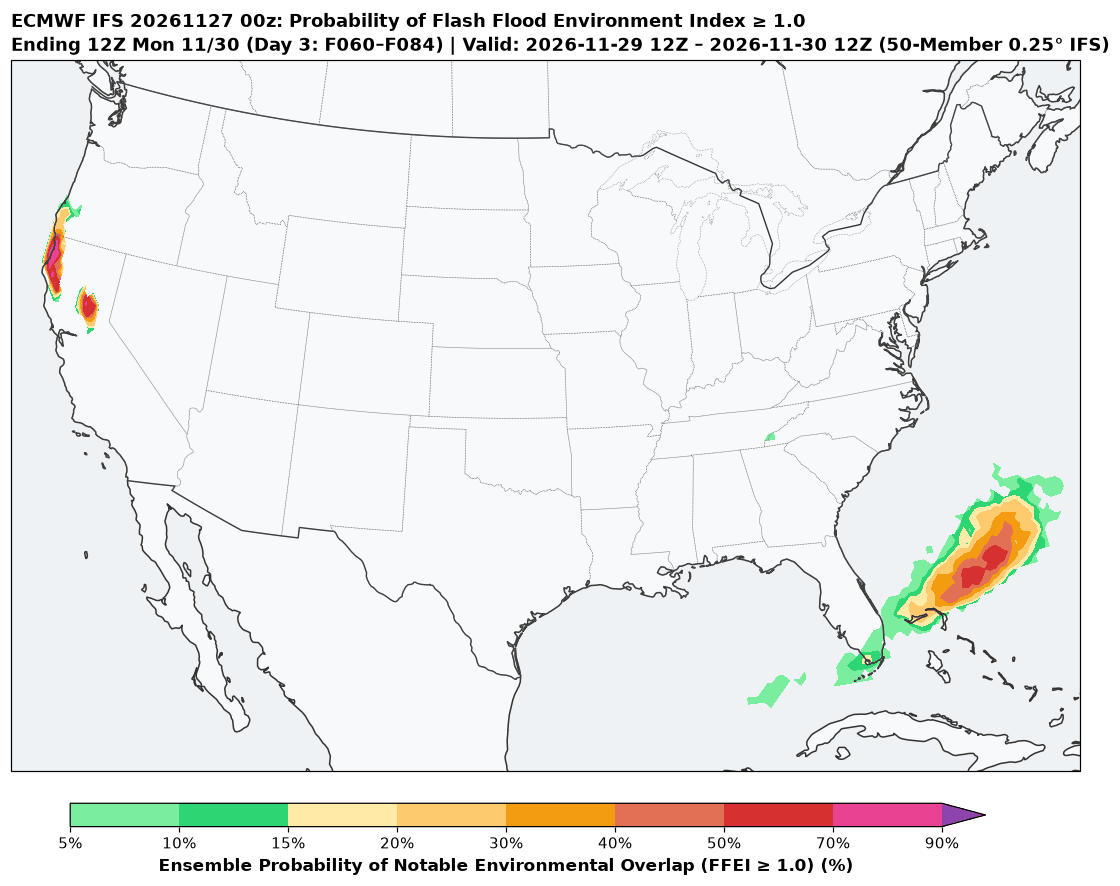 ECMWF IFS 20261127 00z: Probability of Flash Flood Environment Index ≥ 1.0
Ending 12Z Mon 11/30 (Day 3: F060–F084) | Valid: 2026-11-29 12Z – 2026-11-30 12Z (50-Member 0.25° IFS)
5% 10% 15% 20% 30% 40% 50% 70% 90%
Ensemble Probability of Notable Environmental Overlap (FFEI ≥ 1.0) (%)